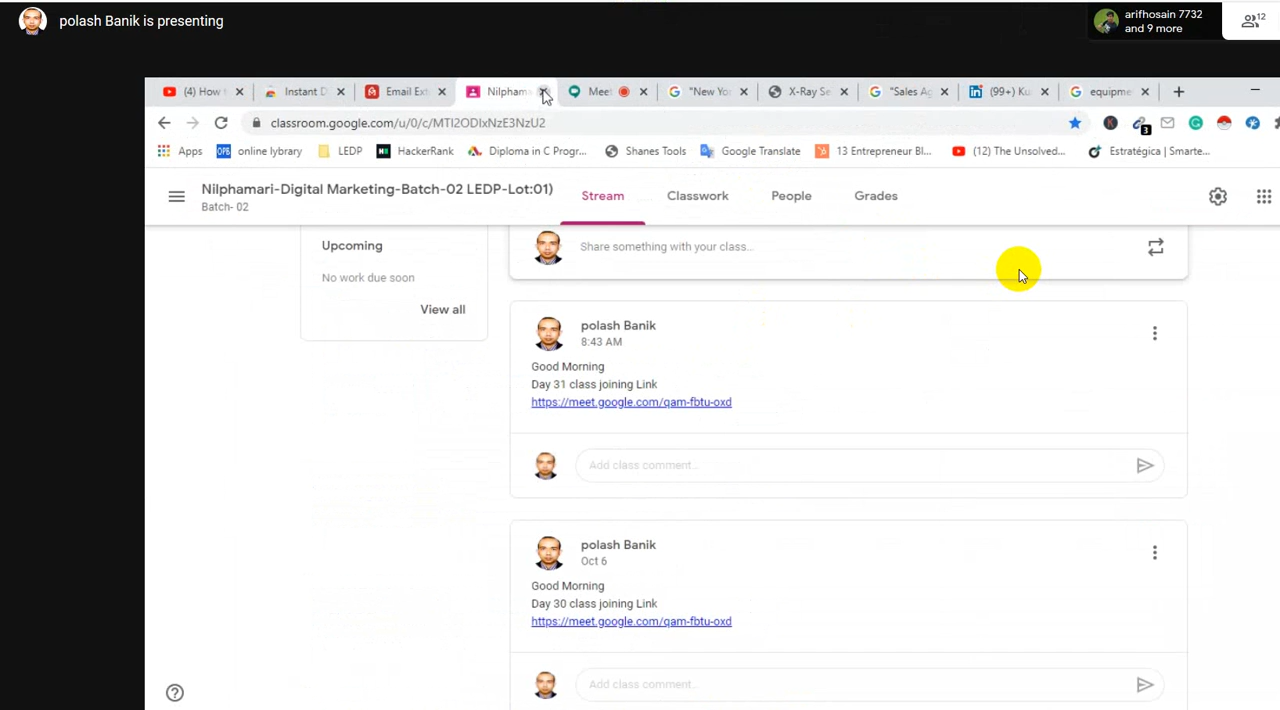 polash Banik is presenting
arifhosain 7732
and 9 more
12
(4) How t
Instant D
Email Ext
Nilpham
Meet
"New Yo
X-Ray Se
"Sales Ag
(99+) Ku
equipme
classroom.google.com/u/0/c/MTI2ODIxNzE3NzU2
3
Apps
online lybrary
LEDP
HackerRank
Diploma in C Progr...
Shanes Tools
Google Translate
13 Entrepreneur Bl...
(12) The Unsolved...
Estratégica | Smarte...
Nilphamari-Digital Marketing-Batch-02 LEDP-Lot:01)
Batch- 02
Stream
Classwork
People
Grades
Upcoming
No work due soon
View all
Share something with your class...
polash Banik
8:43 AM
Good Morning
Day 31 class joining Link
https://meet.google.com/qam-fbtu-oxd
Add class comment...
polash Banik
Oct 6
Good Morning
Day 30 class joining Link
https://meet.google.com/qam-fbtu-oxd
Add class comment...